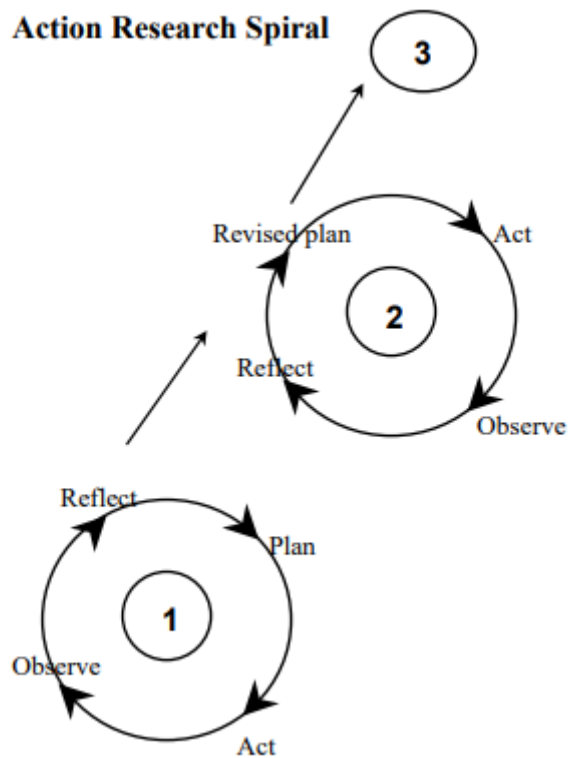 Action Research Spiral
3
Revised plan
Act
2
Reflect
Observe
Reflect
Plan
1
Observe
Act